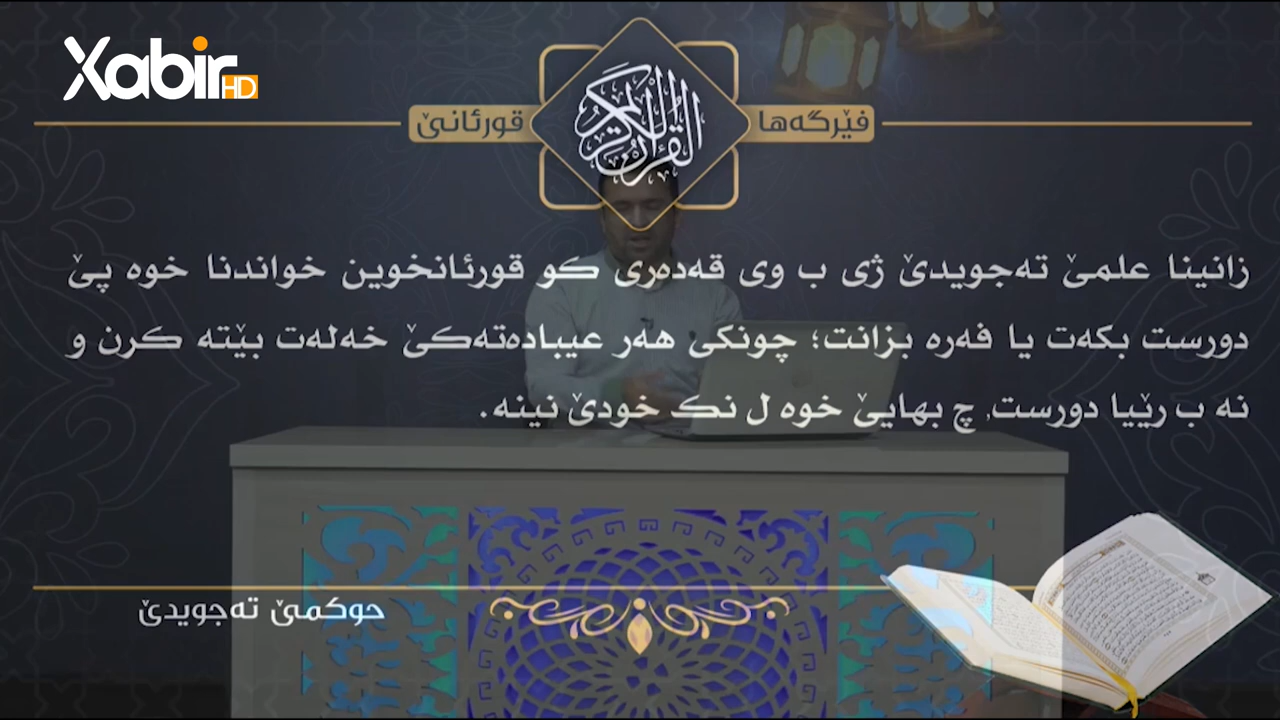 Xabir HD
فێرگەها
القرآن الكريم
قورئانێ
زانینا علمێ تەجویدێ ژی ب وی قەدەری کو قورئانخوین خواندنا خوە پێ
دورست بکەت یا فەرە بزانت؛ چونکی هەر عیبادەتەکێ خەلەت بێتە کرن و
نە ب رێیا دورست, چ بهایێ خوە ل نک خودێ نینە.
حوکمێ تەجویدێ